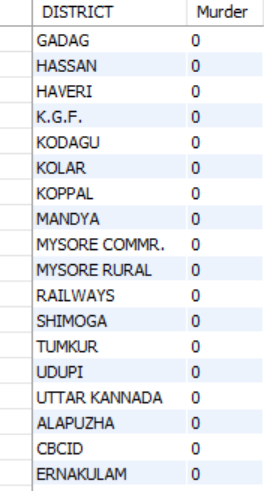 DISTRICT Murder
GADAG 0
HASSAN 0
HAVERI 0
K.G.F. 0
KODAGU 0
KOLAR 0
KOPPAL 0
MANDYA 0
MYSORE COMMR. 0
MYSORE RURAL 0
RAILWAYS 0
SHIMOGA 0
TUMKUR 0
UDUPI 0
UTTAR KANNADA 0
ALAPUZHA 0
CBCID 0
ERNAKULAM 0